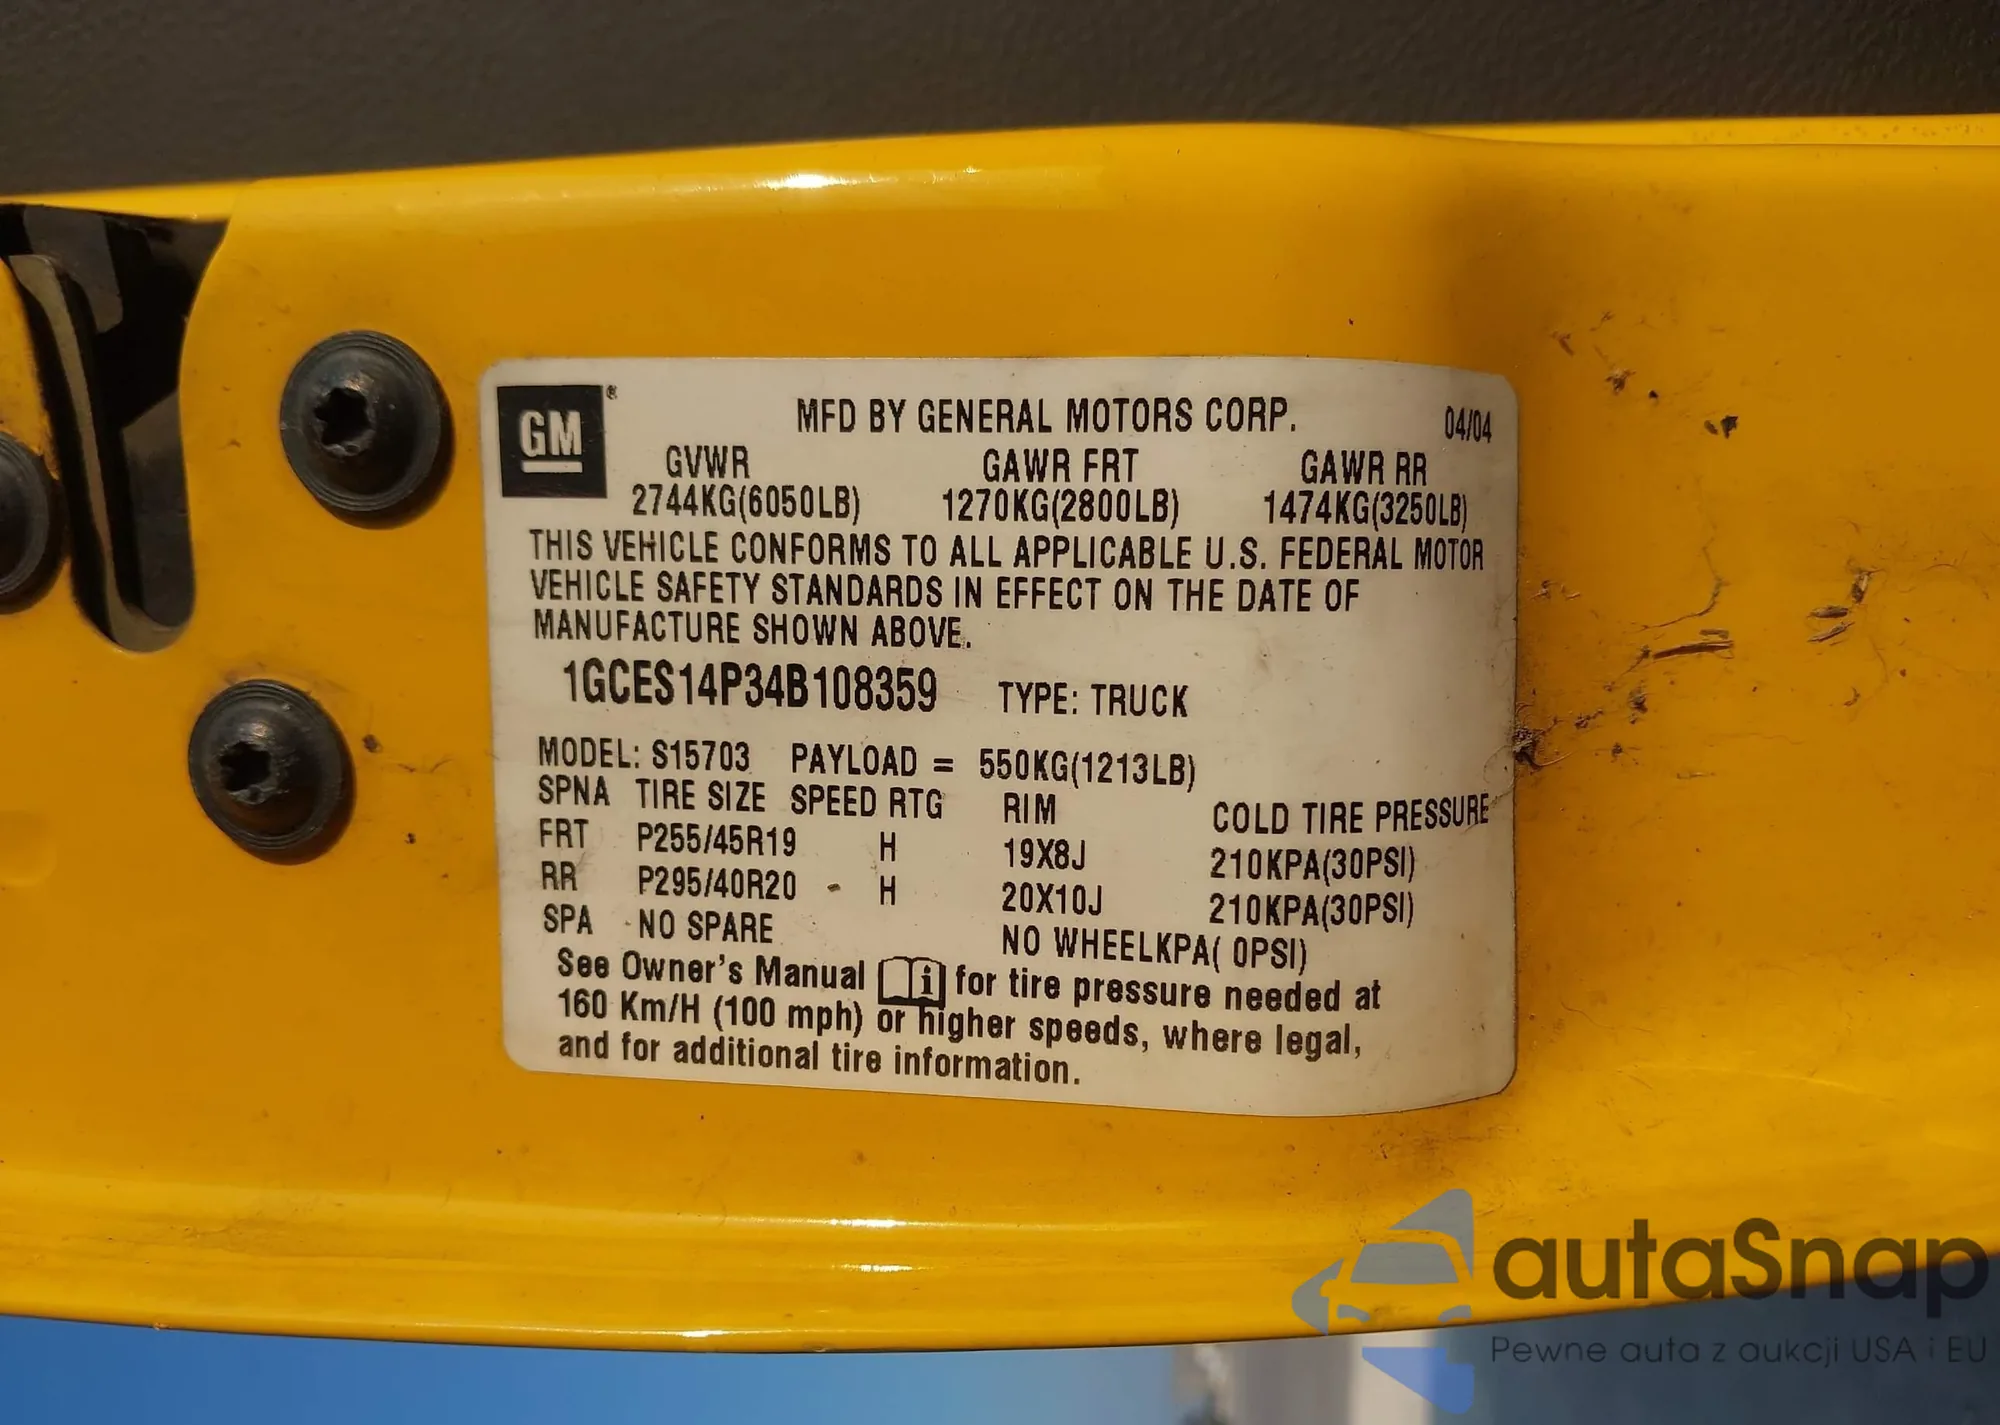 GM ®
MFD BY GENERAL MOTORS CORP. 04/04
GVWR GAWR FRT GAWR RR
2744KG(6050LB) 1270KG(2800LB) 1474KG(3250LB)
THIS VEHICLE CONFORMS TO ALL APPLICABLE U.S. FEDERAL MOTOR
VEHICLE SAFETY STANDARDS IN EFFECT ON THE DATE OF
MANUFACTURE SHOWN ABOVE.
1GCES14P34B108359 TYPE: TRUCK
MODEL: S15703 PAYLOAD = 550KG(1213LB)
SPNA TIRE SIZE SPEED RTG RIM COLD TIRE PRESSURE
FRT P255/45R19 H 19X8J 210KPA(30PSI)
RR P295/40R20 H 20X10J 210KPA(30PSI)
SPA NO SPARE NO WHEELKPA( 0PSI)
See Owner's Manual i for tire pressure needed at
160 Km/H (100 mph) or higher speeds, where legal,
and for additional tire information.
autaSnap
Pewne auta z aukcji USA i EU